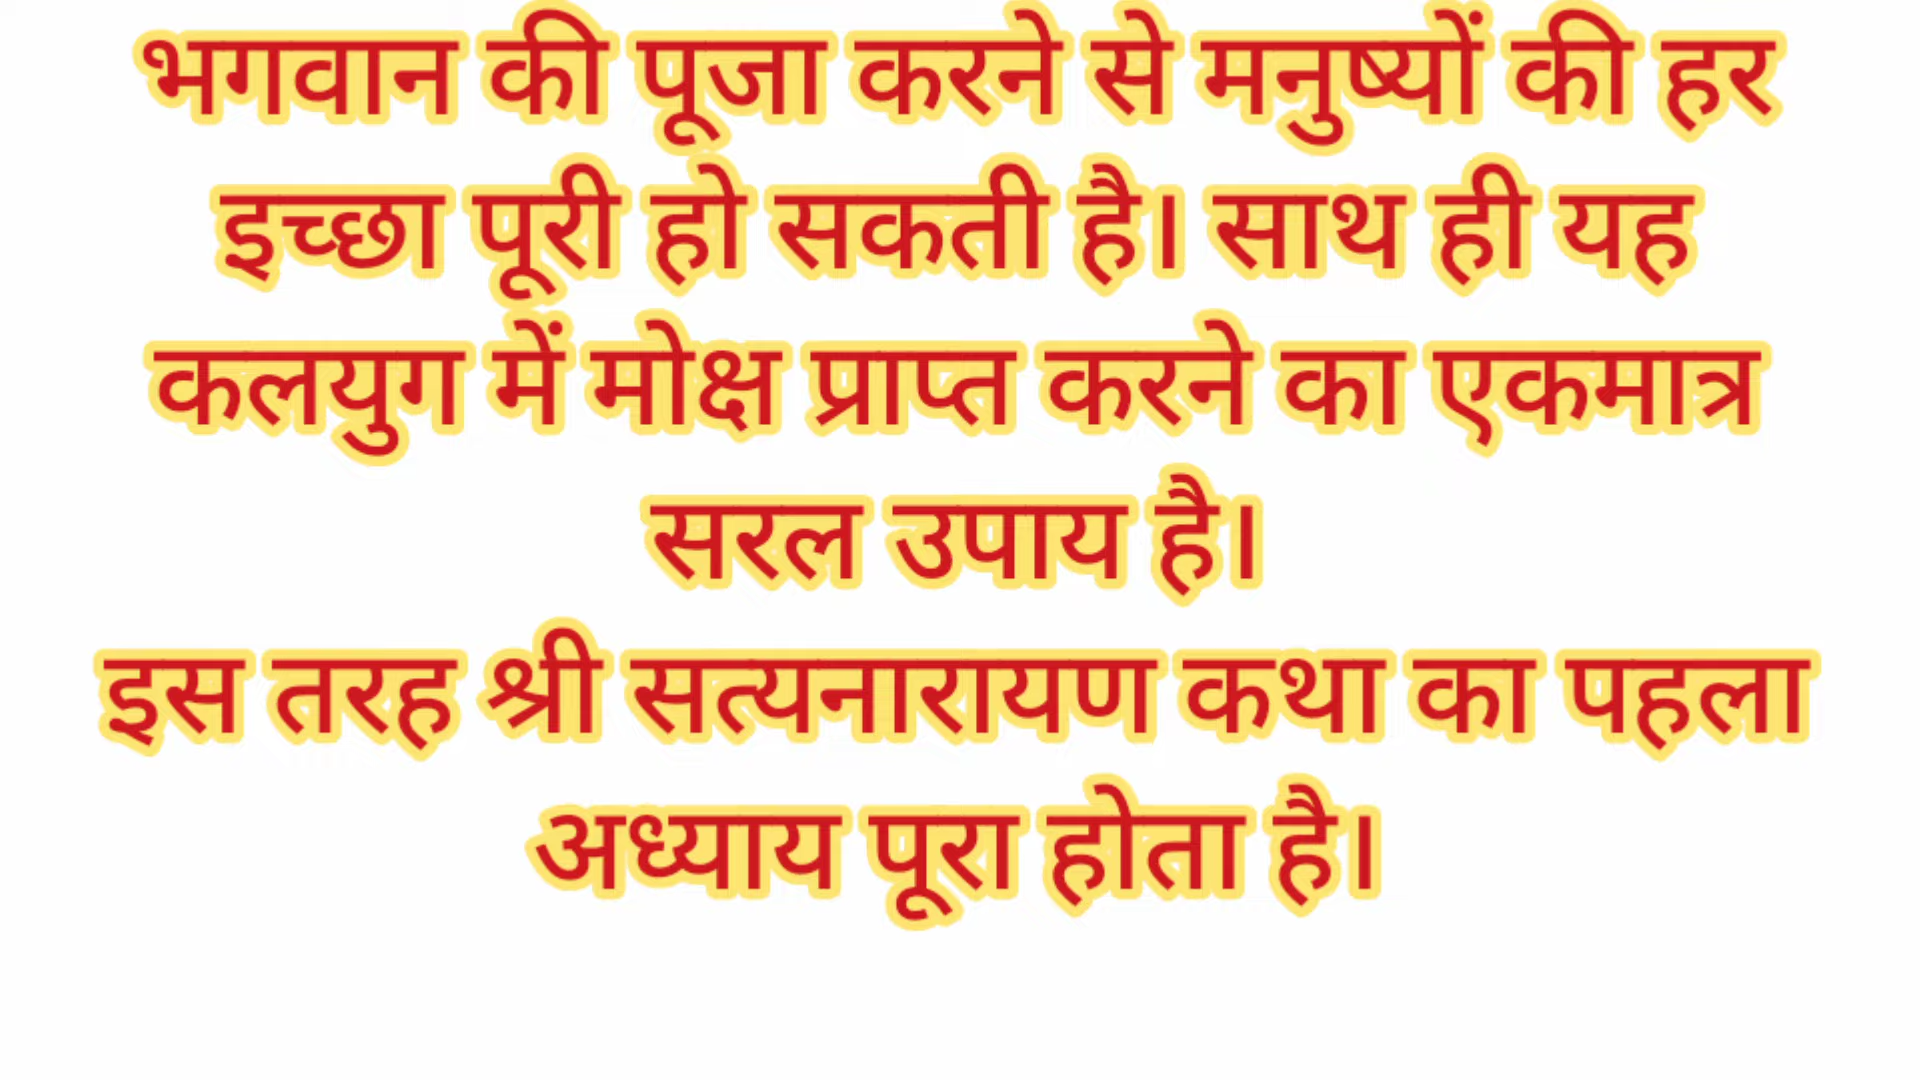 भगवान की पूजा करने से मनुष्यों की हर
इच्छा पूरी हो सकती है। साथ ही यह
कलयुग में मोक्ष प्राप्त करने का एकमात्र
सरल उपाय है।
इस तरह श्री सत्यनारायण कथा का पहला
अध्याय पूरा होता है।